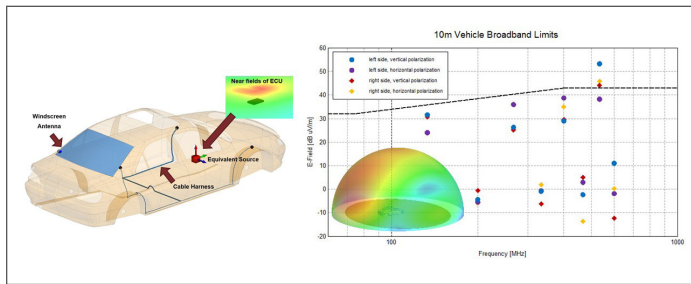 Near fields of ECU
Windscreen
Antenna
Equivalent Source
Cable Harness
10m Vehicle Broadband Limits
60
50
40
30
20
10
0
-10
-20
E-Field [dB uV/m]
left side, vertical polarization
left side, horizontal polarization
right side, vertical polarization
right side, horizontal polarization
100
1000
Frequency [MHz]